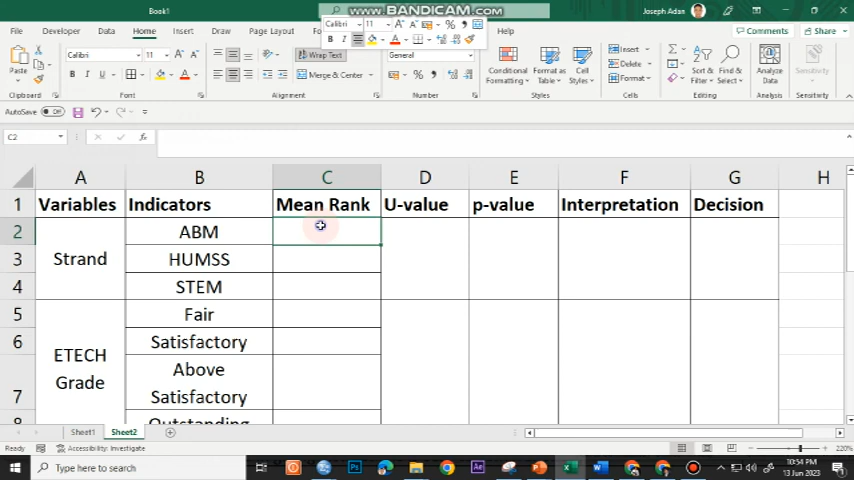 Book1
www.BANDICAM.com
Joseph Adan
Calibri 11
File Home Insert Draw Page Layout Help
Comments Share
Paste
Clipboard
Calibri 11
Font
Wrap Text
Merge & Center
Alignment
General
Number
Conditional Formatting
Format as Table
Cell Styles
Styles
Insert
Delete
Format
Cells
Sort & Filter
Find & Select
Editing
Analyze Data
Analysis
Sensitivity
Sensitivity
AutoSave Off
C2
A B C D E F G H
1 Variables Indicators Mean Rank U-value p-value Interpretation Decision
2 ABM
3 Strand HUMSS
4 STEM
5 Fair
6 Satisfactory
ETECH Grade
7 Above Satisfactory
8 Outstanding
Sheet1 Sheet2
Ready Accessibility: Investigate 220%
Type here to search
10:54 PM
13 Jun 2023